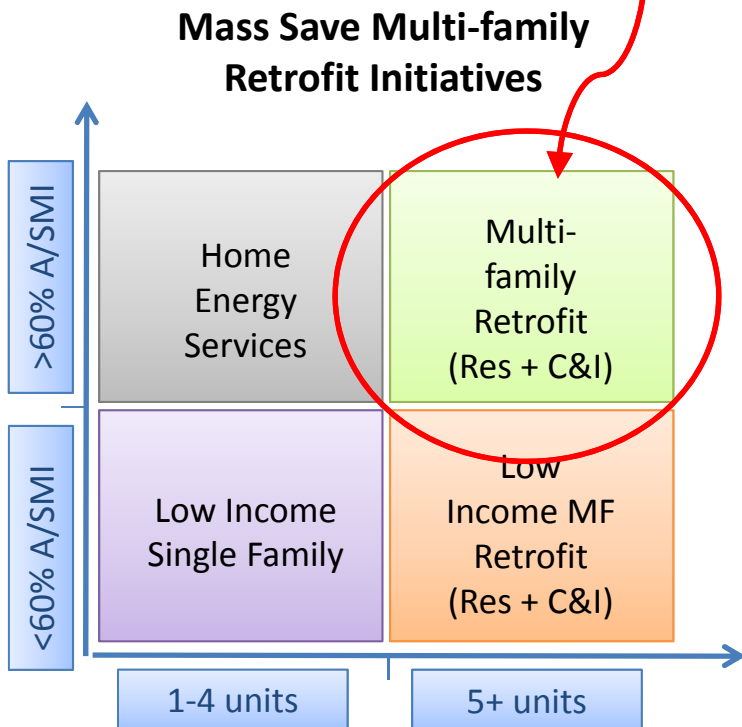 Mass Save Multi-family
Retrofit Initiatives
>60% A/SMI
Home
Energy
Services
Multi-
family
Retrofit
(Res + C&I)
<60% A/SMI
Low Income
Single Family
Low
Income MF
Retrofit
(Res + C&I)
1-4 units
5+ units